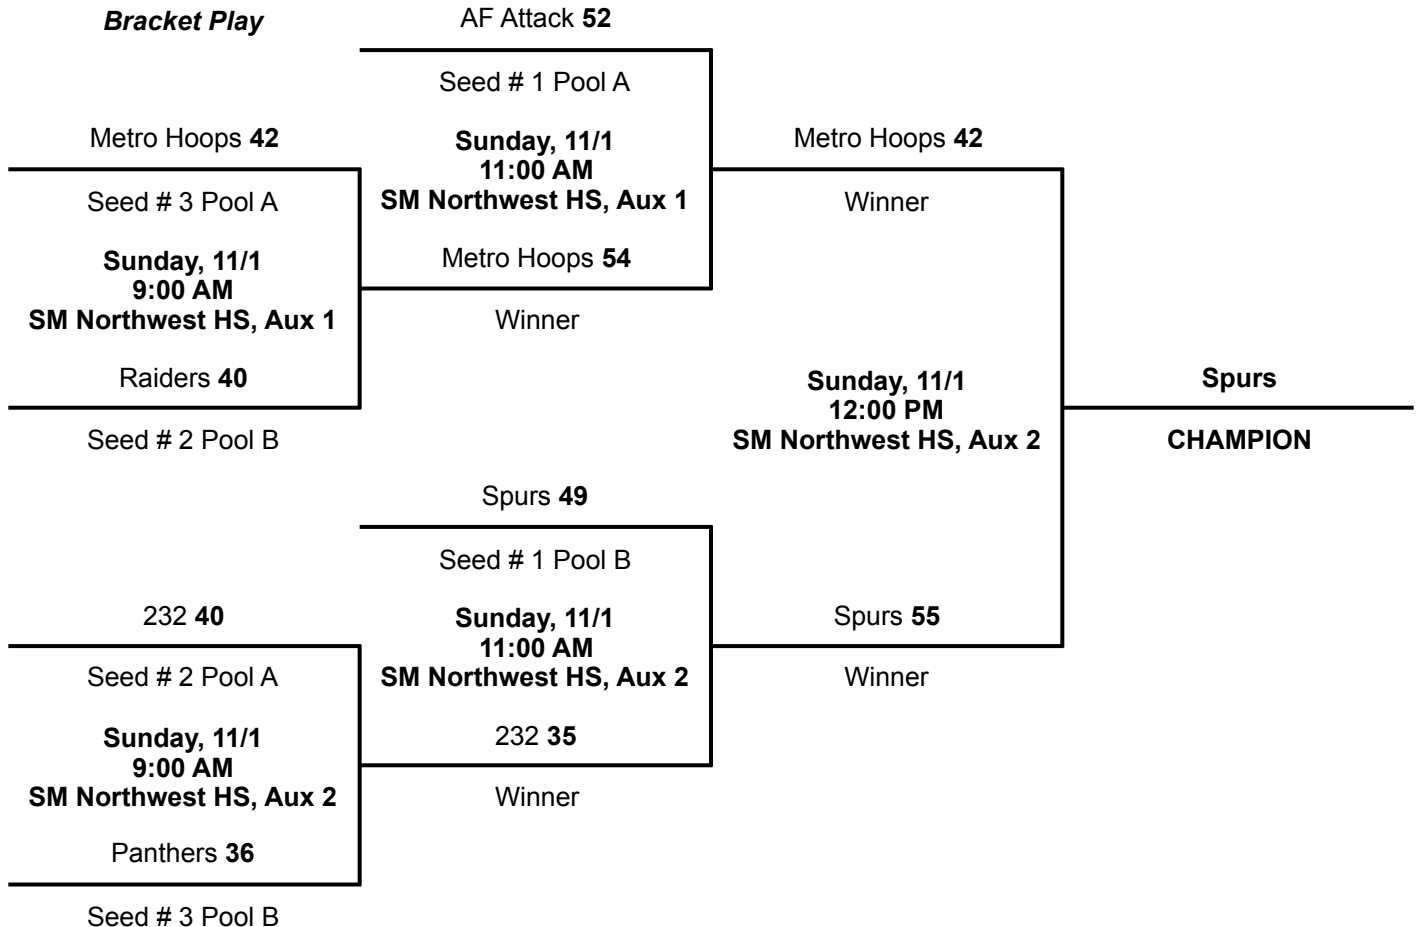 Bracket Play
AF Attack 52
Seed # 1 Pool A
Metro Hoops 42
Sunday, 11/1
11:00 AM
SM Northwest HS, Aux 1
Metro Hoops 42
Seed # 3 Pool A
Winner
Sunday, 11/1
9:00 AM
SM Northwest HS, Aux 1
Metro Hoops 54
Winner
Raiders 40
Seed # 2 Pool B
Sunday, 11/1
12:00 PM
SM Northwest HS, Aux 2
Spurs
CHAMPION
Spurs 49
Seed # 1 Pool B
232 40
Seed # 2 Pool A
Sunday, 11/1
11:00 AM
SM Northwest HS, Aux 2
Spurs 55
Winner
Sunday, 11/1
9:00 AM
SM Northwest HS, Aux 2
232 35
Winner
Panthers 36
Seed # 3 Pool B